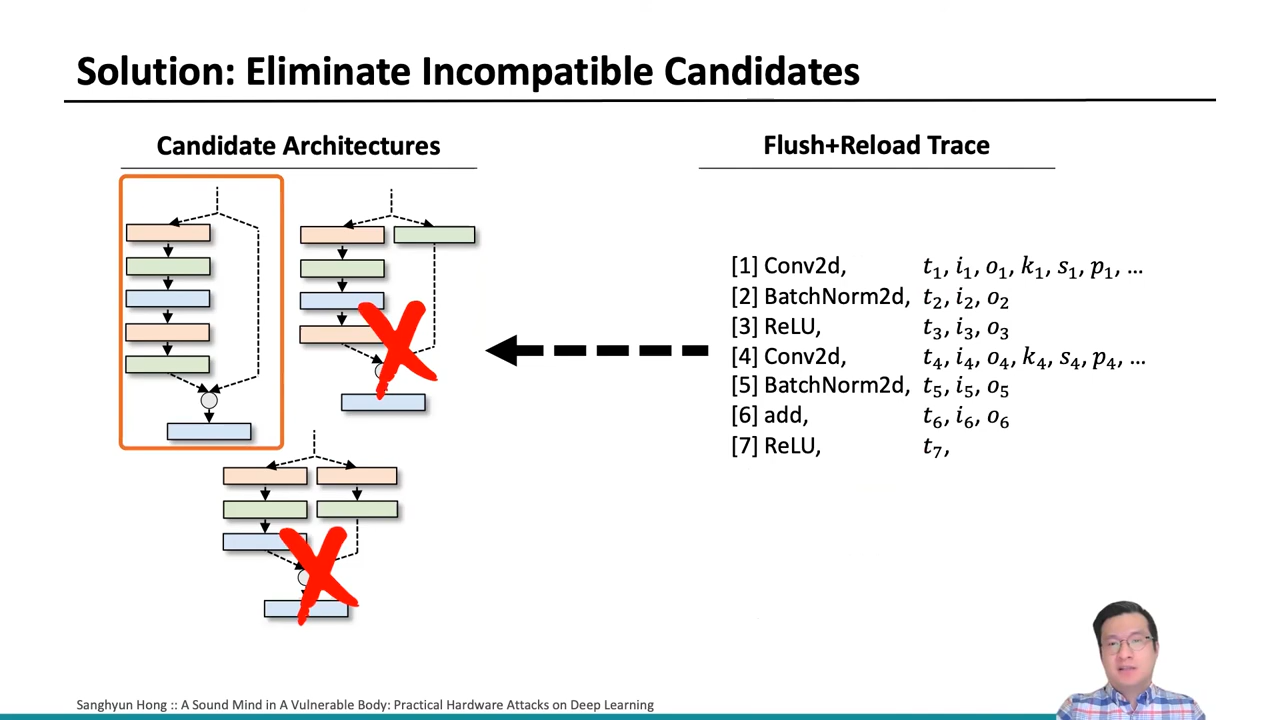 Solution: Eliminate Incompatible Candidates
Candidate Architectures
Flush+Reload Trace
[1] Conv2d, t₁, i₁, o₁, k₁, s₁, p₁, ...
[2] BatchNorm2d, t₂, i₂, o₂
[3] ReLU, t₃, i₃, o₃
[4] Conv2d, t₄, i₄, o₄, k₄, s₄, p₄, ...
[5] BatchNorm2d, t₅, i₅, o₅
[6] add, t₆, i₆, o₆
[7] ReLU, t₇,
Sanghyun Hong :: A Sound Mind in A Vulnerable Body: Practical Hardware Attacks on Deep Learning